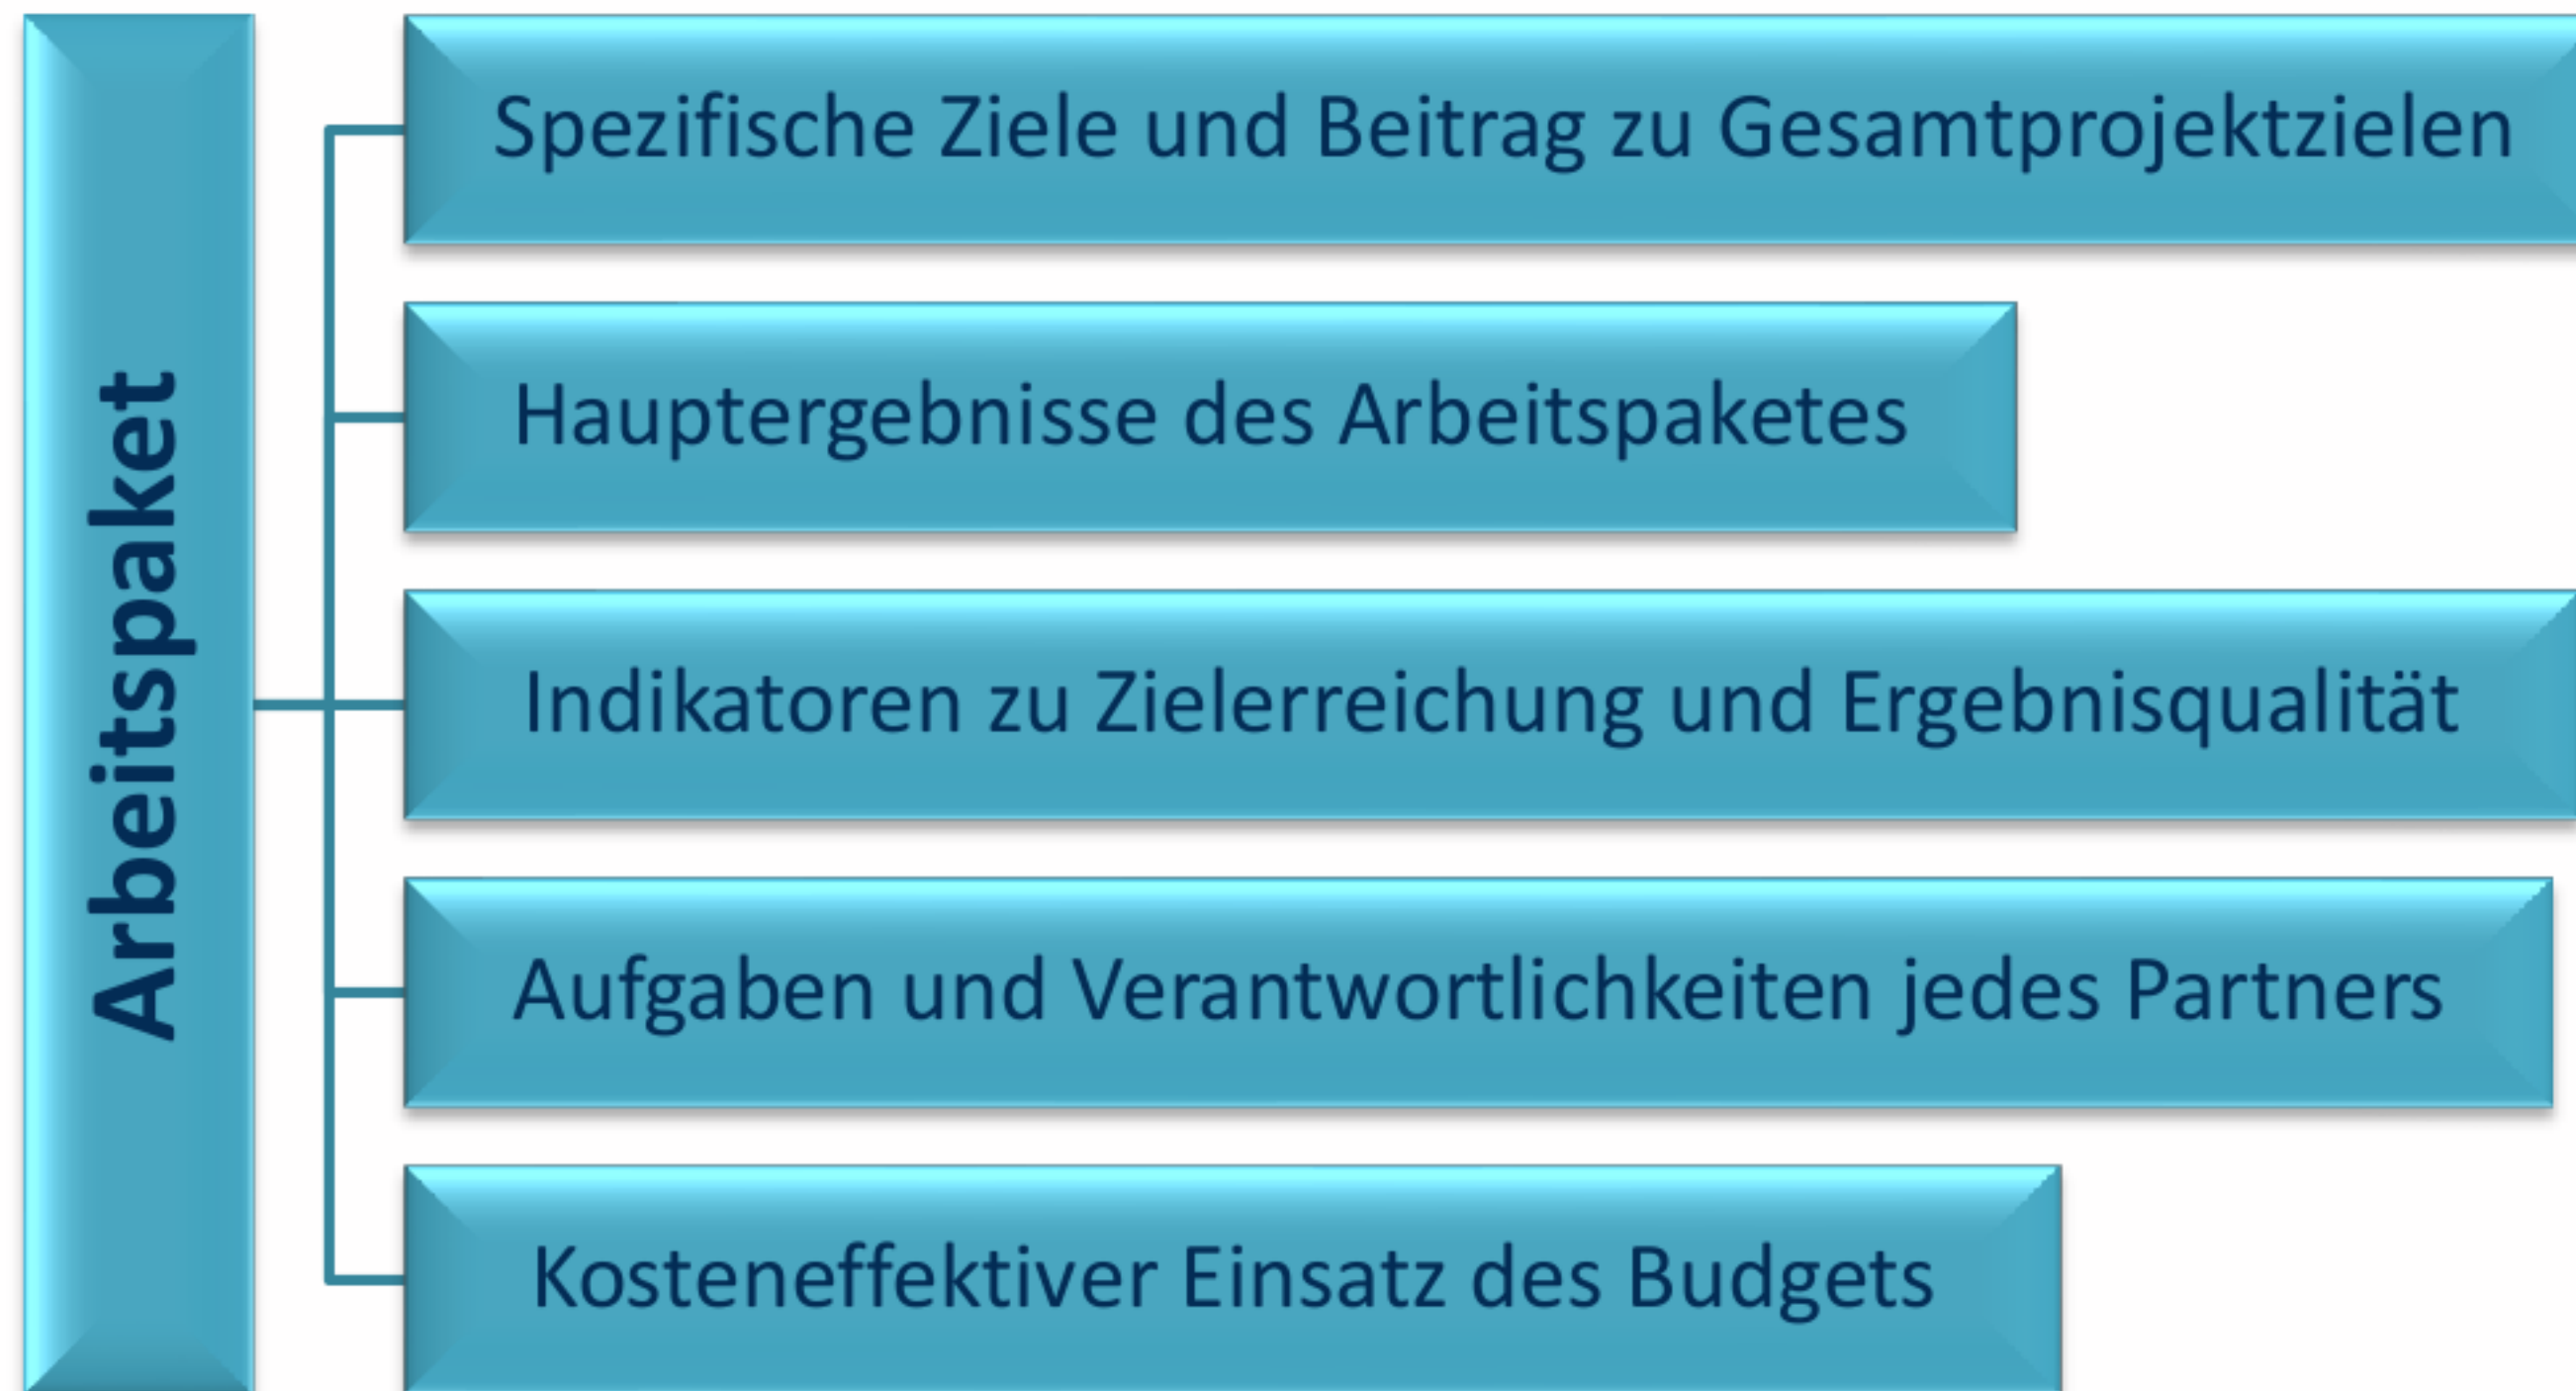 Arbeitspaket
Spezifische Ziele und Beitrag zu Gesamtprojektzielen
Hauptergebnisse des Arbeitspaketes
Indikatoren zu Zielerreichung und Ergebnisqualität
Aufgaben und Verantwortlichkeiten jedes Partners
Kosteneffektiver Einsatz des Budgets